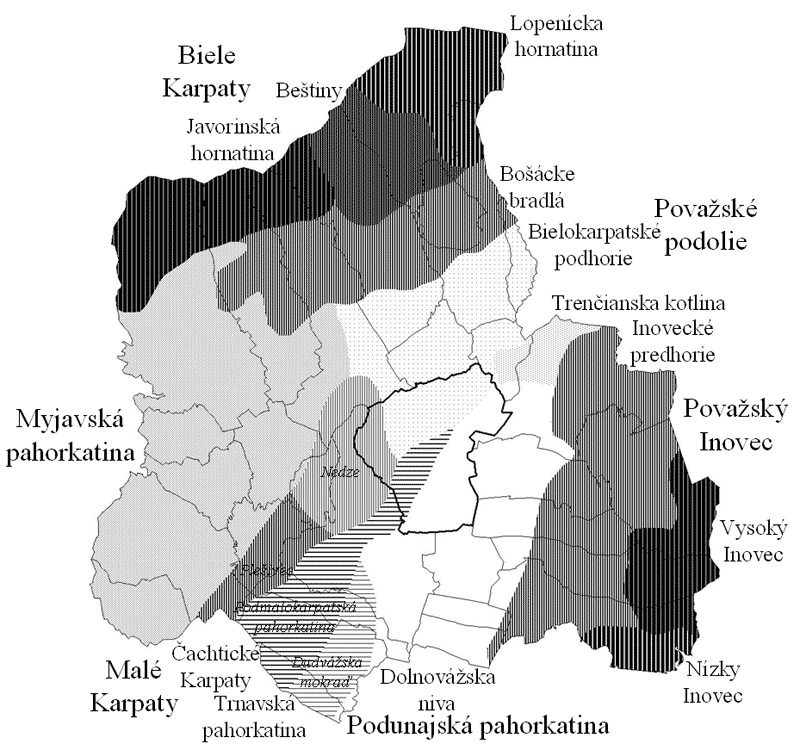 Lopenícka
hornatina
Biele
Karpaty
Beštiny
Javorinská
hornatina
Bošácke
bradlá
Považské
podolie
Bielokarpatské
podhorie
Trenčianska kotlina
Inovecké
predhorie
Myjavská
pahorkatina
Považský
Inovec
Nedze
Vysoký
Inovec
Plešivec
Podmalokarpatská
pahorkatina
Čachtické
Karpaty
Dudvážska
mokraď
Malé
Karpaty
Dolnovážska
niva
Nízky
Inovec
Trnavská
pahorkatina
Podunajská pahorkatina